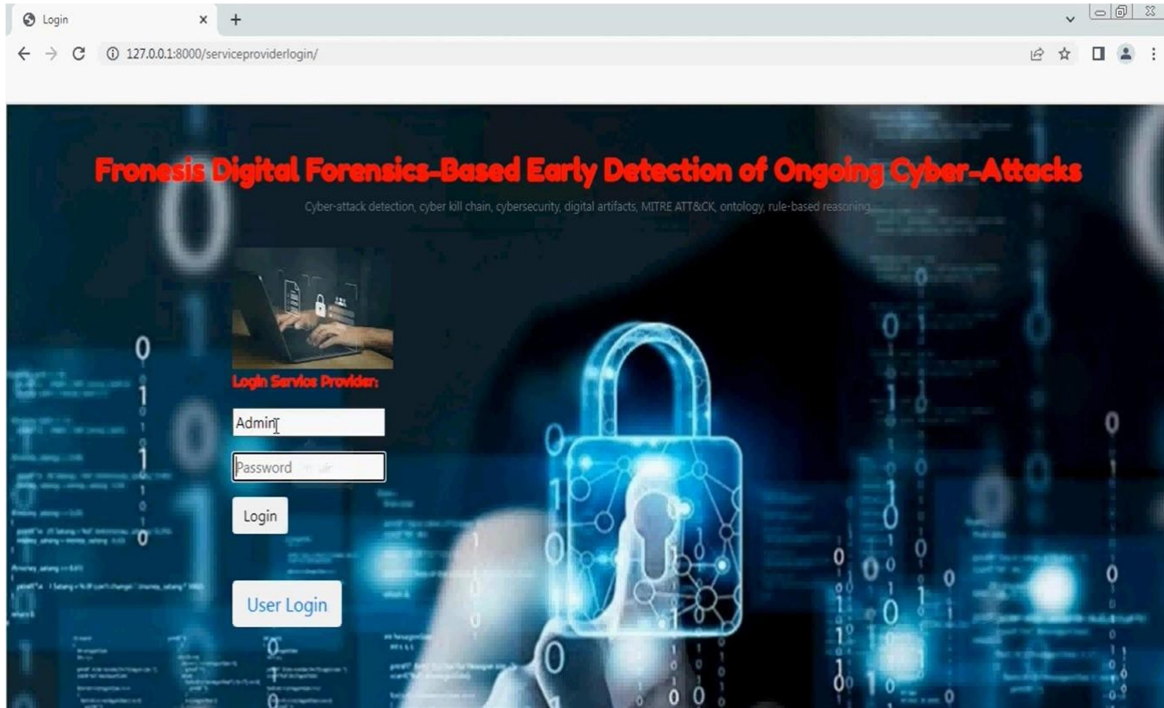 Login
127.0.0.1:8000/serviceproviderlogin/
Fronesis Digital Forensics-Based Early Detection of Ongoing Cyber-Attacks
Cyber-attack detection, cyber kill chain, cybersecurity, digital artifacts, MITRE ATT&CK, ontology, rule-based reasoning
Login Service Provider:
Admin
Password
Login
User Login